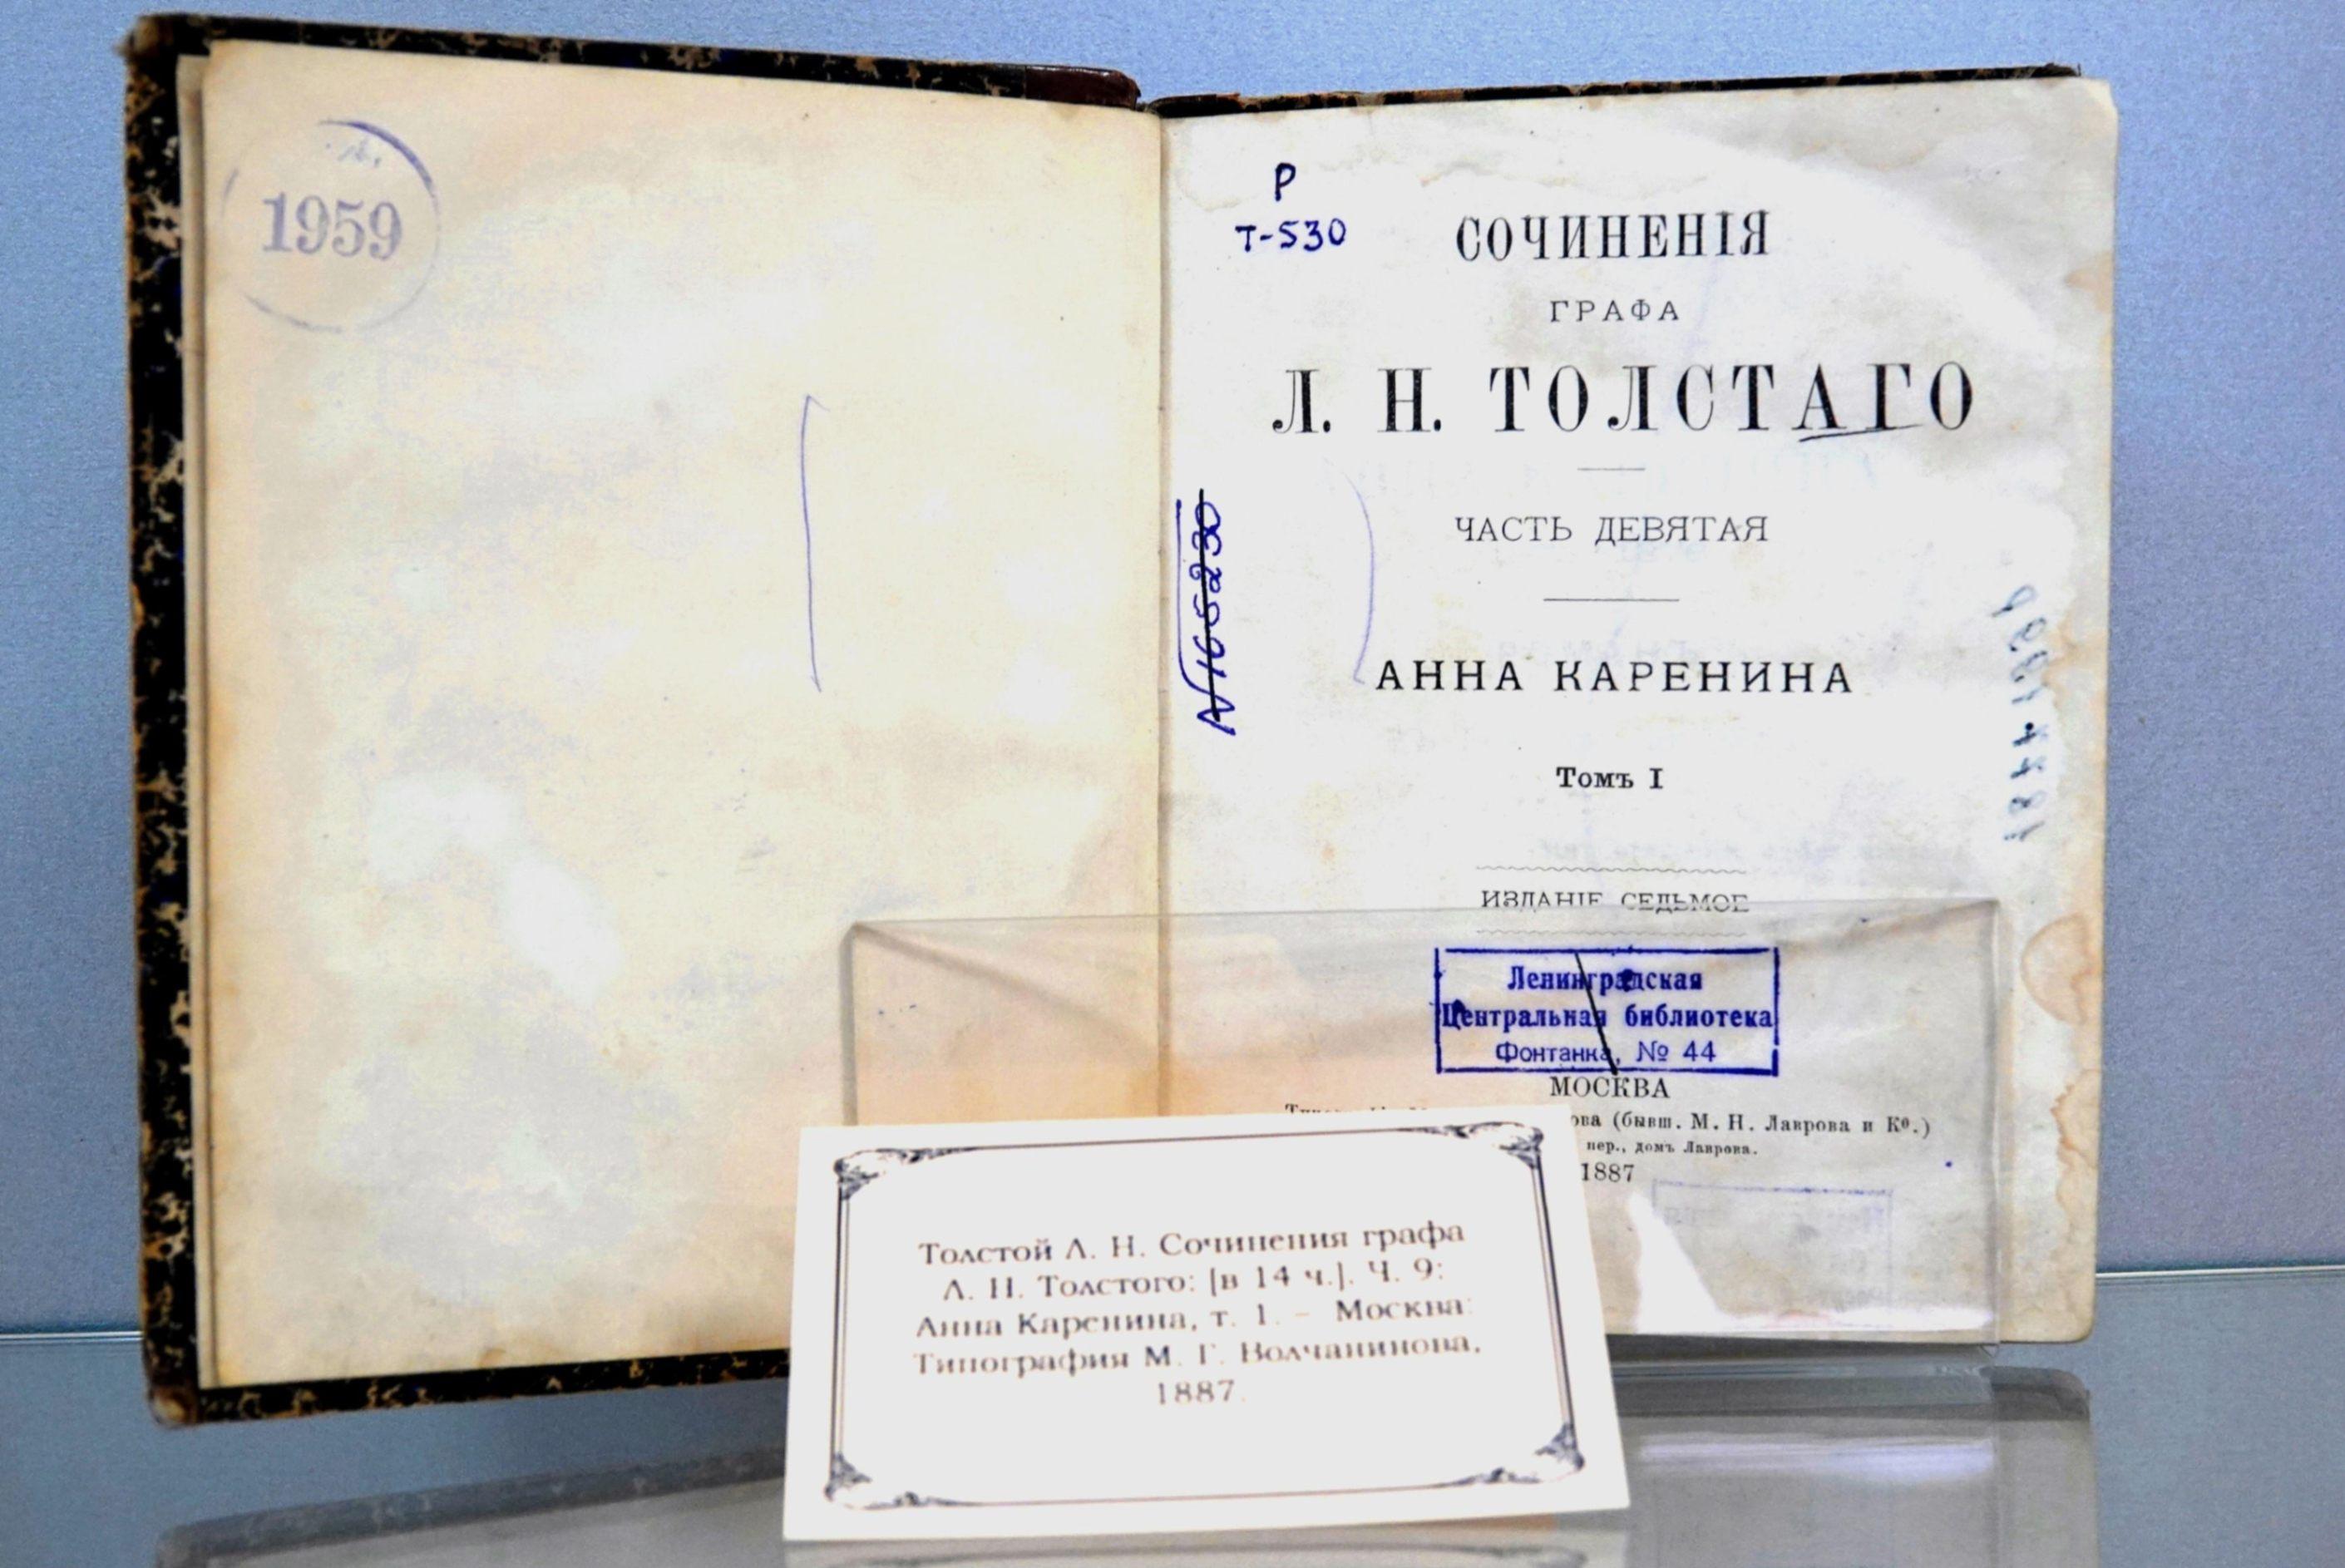 1959
Р
Т-530
СОЧИНЕНІЯ
ГРАФА
Л. Н. ТОЛСТАГО
ЧАСТЬ ДЕВЯТАЯ
№165230
АННА КАРЕНИНА
Томъ I
ИЗДАНІЕ СЕДЬМОЕ
Ленинградская
Центральная библиотека
Фонтанка, № 44
МОСКВА
(бывш. М. Н. Лаврова и Кº.)
пер., домъ Лаврова.
1887
Толстой Л. Н. Сочинения графа
Л. Н. Толстого: [в 14 ч.]. Ч. 9:
Анна Каренина, т. 1. – Москва:
Типография М. Г. Волчанинова,
1887.